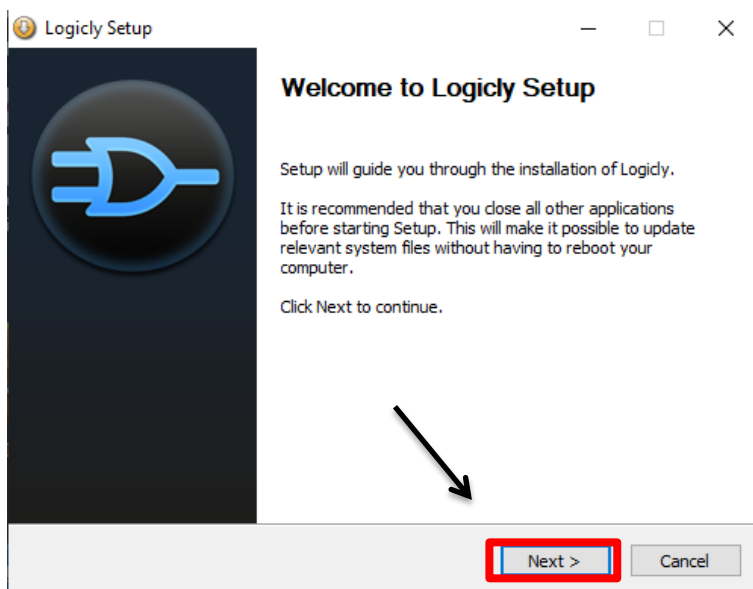 Logicly Setup
Welcome to Logicly Setup
Setup will guide you through the installation of Logicly.
It is recommended that you close all other applications
before starting Setup. This will make it possible to update
relevant system files without having to reboot your
computer.
Click Next to continue.
Next >
Cancel